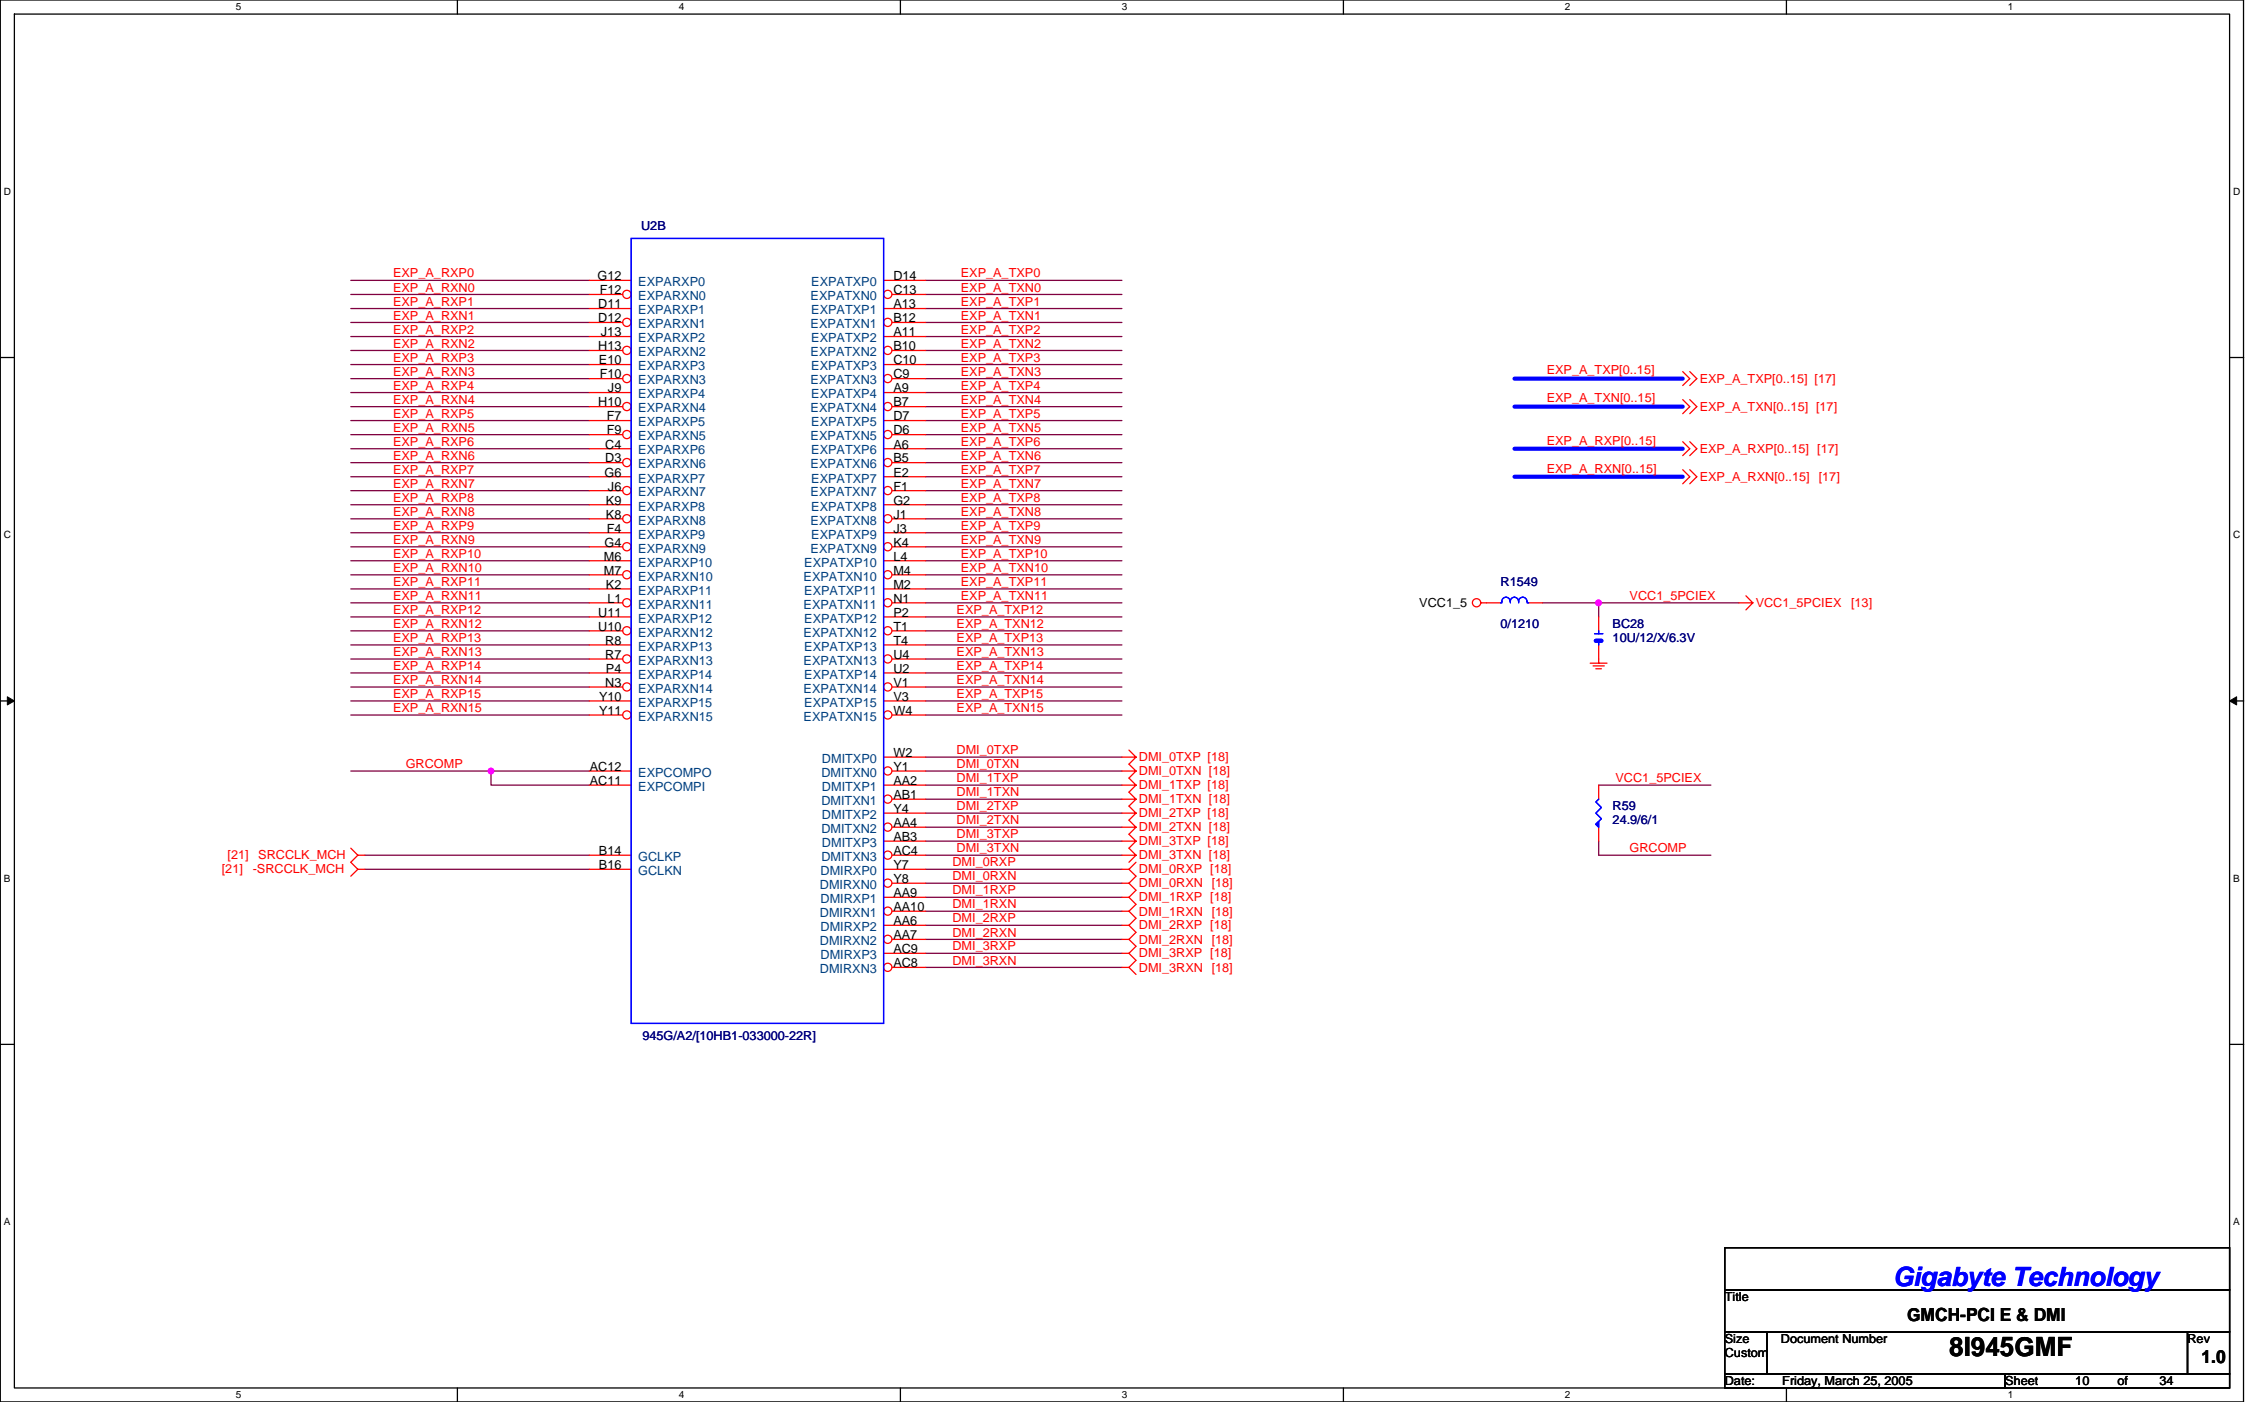 5 4 3 2 1
D D
C C
B B
A A
U2B
EXP_A_RXP0 G12 EXPARXP0 EXPATXP0 D14 EXP_A_TXP0
EXP_A_RXN0 F12 EXPARXN0 EXPATXN0 C13 EXP_A_TXN0
EXP_A_RXP1 D11 EXPARXP1 EXPATXP1 A13 EXP_A_TXP1
EXP_A_RXN1 D12 EXPARXN1 EXPATXN1 B12 EXP_A_TXN1
EXP_A_RXP2 J13 EXPARXP2 EXPATXP2 A11 EXP_A_TXP2
EXP_A_RXN2 H13 EXPARXN2 EXPATXN2 B10 EXP_A_TXN2
EXP_A_RXP3 E10 EXPARXP3 EXPATXP3 C10 EXP_A_TXP3
EXP_A_RXN3 F10 EXPARXN3 EXPATXN3 C9 EXP_A_TXN3
EXP_A_RXP4 J9 EXPARXP4 EXPATXP4 A9 EXP_A_TXP4
EXP_A_RXN4 H10 EXPARXN4 EXPATXN4 B7 EXP_A_TXN4
EXP_A_RXP5 F7 EXPARXP5 EXPATXP5 D7 EXP_A_TXP5
EXP_A_RXN5 F9 EXPARXN5 EXPATXN5 D6 EXP_A_TXN5
EXP_A_RXP6 C4 EXPARXP6 EXPATXP6 A6 EXP_A_TXP6
EXP_A_RXN6 D3 EXPARXN6 EXPATXN6 B5 EXP_A_TXN6
EXP_A_RXP7 G6 EXPARXP7 EXPATXP7 E2 EXP_A_TXP7
EXP_A_RXN7 J6 EXPARXN7 EXPATXN7 F1 EXP_A_TXN7
EXP_A_RXP8 K9 EXPARXP8 EXPATXP8 G2 EXP_A_TXP8
EXP_A_RXN8 K8 EXPARXN8 EXPATXN8 J1 EXP_A_TXN8
EXP_A_RXP9 F4 EXPARXP9 EXPATXP9 J3 EXP_A_TXP9
EXP_A_RXN9 G4 EXPARXN9 EXPATXN9 K4 EXP_A_TXN9
EXP_A_RXP10 M6 EXPARXP10 EXPATXP10 L4 EXP_A_TXP10
EXP_A_RXN10 M7 EXPARXN10 EXPATXN10 M4 EXP_A_TXN10
EXP_A_RXP11 K2 EXPARXP11 EXPATXP11 M2 EXP_A_TXP11
EXP_A_RXN11 L1 EXPARXN11 EXPATXN11 N1 EXP_A_TXN11
EXP_A_RXP12 U11 EXPARXP12 EXPATXP12 P2 EXP_A_TXP12
EXP_A_RXN12 U10 EXPARXN12 EXPATXN12 T1 EXP_A_TXN12
EXP_A_RXP13 R8 EXPARXP13 EXPATXP13 T4 EXP_A_TXP13
EXP_A_RXN13 R7 EXPARXN13 EXPATXN13 U4 EXP_A_TXN13
EXP_A_RXP14 P4 EXPARXP14 EXPATXP14 U2 EXP_A_TXP14
EXP_A_RXN14 N3 EXPARXN14 EXPATXN14 V1 EXP_A_TXN14
EXP_A_RXP15 Y10 EXPARXP15 EXPATXP15 V3 EXP_A_TXP15
EXP_A_RXN15 Y11 EXPARXN15 EXPATXN15 W4 EXP_A_TXN15
GRCOMP AC12 EXPCOMPO
AC11 EXPCOMPI
[21] SRCCLK_MCH B14 GCLKP
[21] -SRCCLK_MCH B16 GCLKN
DMITXP0 W2 DMI_0TXP DMI_0TXP [18]
DMITXN0 Y1 DMI_0TXN DMI_0TXN [18]
DMITXP1 AA2 DMI_1TXP DMI_1TXP [18]
DMITXN1 AB1 DMI_1TXN DMI_1TXN [18]
DMITXP2 Y4 DMI_2TXP DMI_2TXP [18]
DMITXN2 AA4 DMI_2TXN DMI_2TXN [18]
DMITXP3 AB3 DMI_3TXP DMI_3TXP [18]
DMITXN3 AC4 DMI_3TXN DMI_3TXN [18]
DMIRXP0 Y7 DMI_0RXP DMI_0RXP [18]
DMIRXN0 Y8 DMI_0RXN DMI_0RXN [18]
DMIRXP1 AA9 DMI_1RXP DMI_1RXP [18]
DMIRXN1 AA10 DMI_1RXN DMI_1RXN [18]
DMIRXP2 AA6 DMI_2RXP DMI_2RXP [18]
DMIRXN2 AA7 DMI_2RXN DMI_2RXN [18]
DMIRXP3 AC9 DMI_3RXP DMI_3RXP [18]
DMIRXN3 AC8 DMI_3RXN DMI_3RXN [18]
945G/A2/[10HB1-033000-22R]
EXP_A_TXP[0..15] EXP_A_TXP[0..15] [17]
EXP_A_TXN[0..15] EXP_A_TXN[0..15] [17]
EXP_A_RXP[0..15] EXP_A_RXP[0..15] [17]
EXP_A_RXN[0..15] EXP_A_RXN[0..15] [17]
R1549
VCC1_5 VCC1_5PCIEX VCC1_5PCIEX [13]
0/1210 BC28
10U/12/X/6.3V
VCC1_5PCIEX
R59
24.9/6/1
GRCOMP
Gigabyte Technology
Title
GMCH-PCI E & DMI
Size Document Number 8I945GMF Rev
Custom 1.0
Date: Friday, March 25, 2005 Sheet 10 of 34
5 4 3 2 1